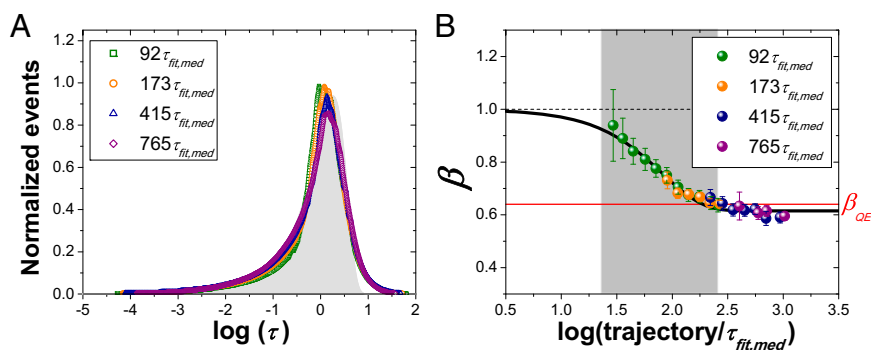 A
Normalized events
1.2
1.0
0.8
0.6
0.4
0.2
0.0
92τfit,med
173τfit,med
415τfit,med
765τfit,med
-5 -4 -3 -2 -1 0 1 2
log (τ)
B
β
1.2
1.0
0.8
0.6
0.4
92τfit,med
173τfit,med
415τfit,med
765τfit,med
βQE
0.5 1.0 1.5 2.0 2.5 3.0 3.5
log(trajectory/τfit,med)